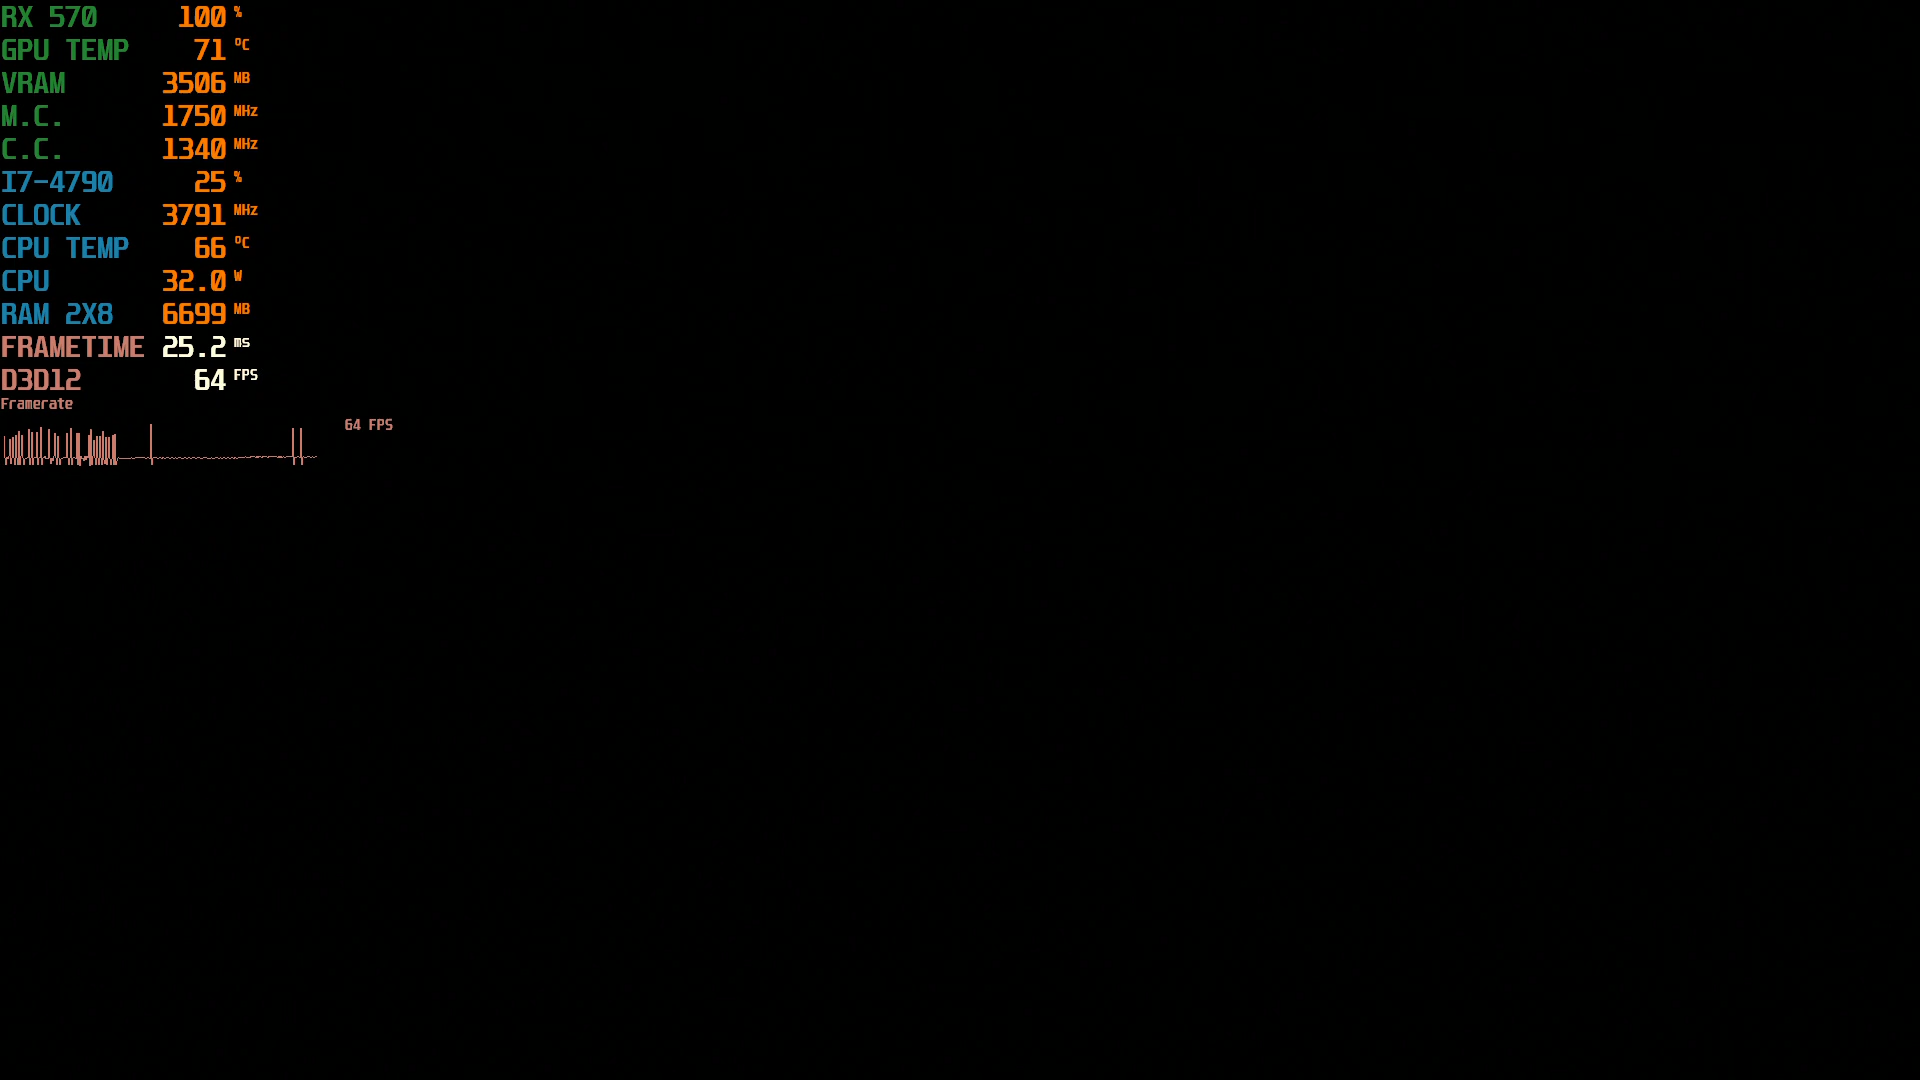 RX 570 100 %
GPU TEMP 71 °C
VRAM 3506 MB
M.C. 1750 MHz
C.C. 1340 MHz
I7-4790 25 %
CLOCK 3791 MHz
CPU TEMP 66 °C
CPU 32.0 W
RAM 2X8 6699 MB
FRAMETIME 25.2 ms
D3D12 64 FPS
Framerate
64 FPS